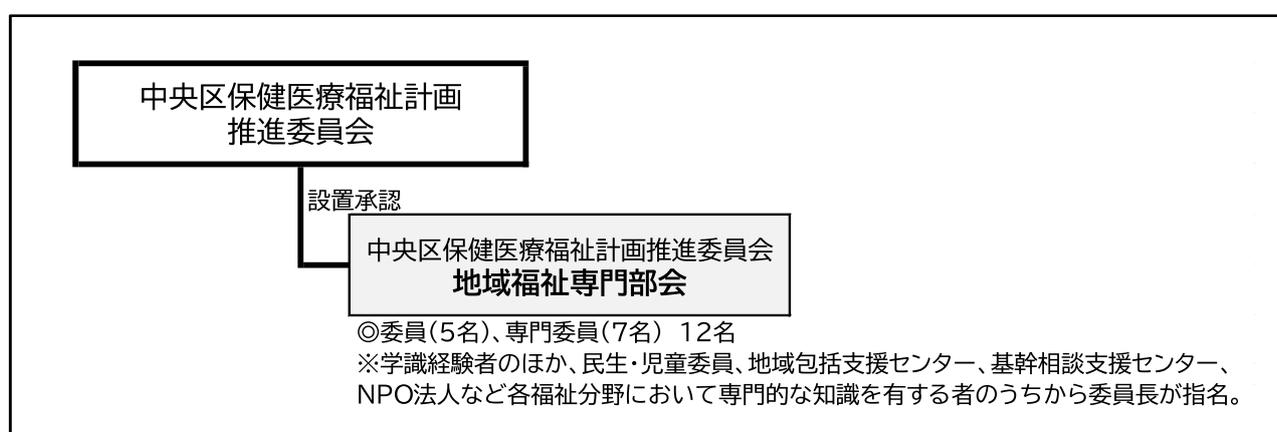 中央区保健医療福祉計画
推進委員会
設置承認
中央区保健医療福祉計画推進委員会
地域福祉専門部会
◎委員(5名)、専門委員(7名) 12名
※学識経験者のほか、民生・児童委員、地域包括支援センター、基幹相談支援センター、
NPO法人など各福祉分野において専門的な知識を有する者のうちから委員長が指名。